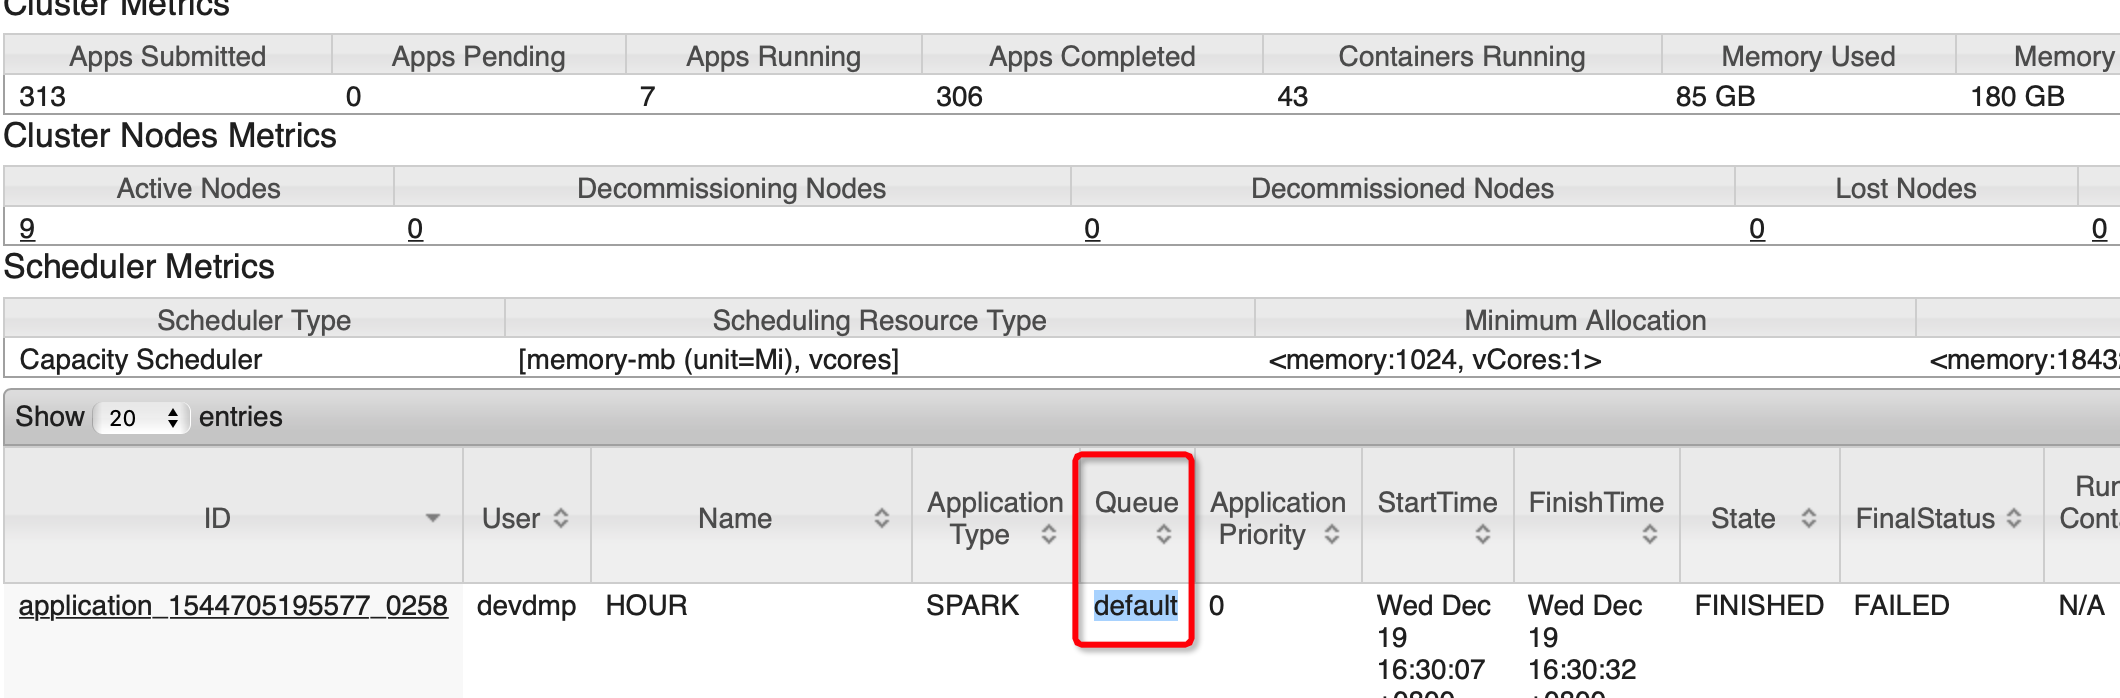 Cluster Metrics
Apps Submitted Apps Pending Apps Running Apps Completed Containers Running Memory Used Memory
313 0 7 306 43 85 GB 180 GB
Cluster Nodes Metrics
Active Nodes Decommissioning Nodes Decommissioned Nodes Lost Nodes
9 0 0 0 0
Scheduler Metrics
Scheduler Type Scheduling Resource Type Minimum Allocation
Capacity Scheduler [memory-mb (unit=Mi), vcores] <memory:1024, vCores:1> <memory:1843
Show 20 entries
ID User Name Application Type Queue Application Priority StartTime FinishTime State FinalStatus
application_1544705195577_0258 devdmp HOUR SPARK default 0 Wed Dec Wed Dec FINISHED FAILED N/A
19 19
16:30:07 16:30:32
+0800 +0800